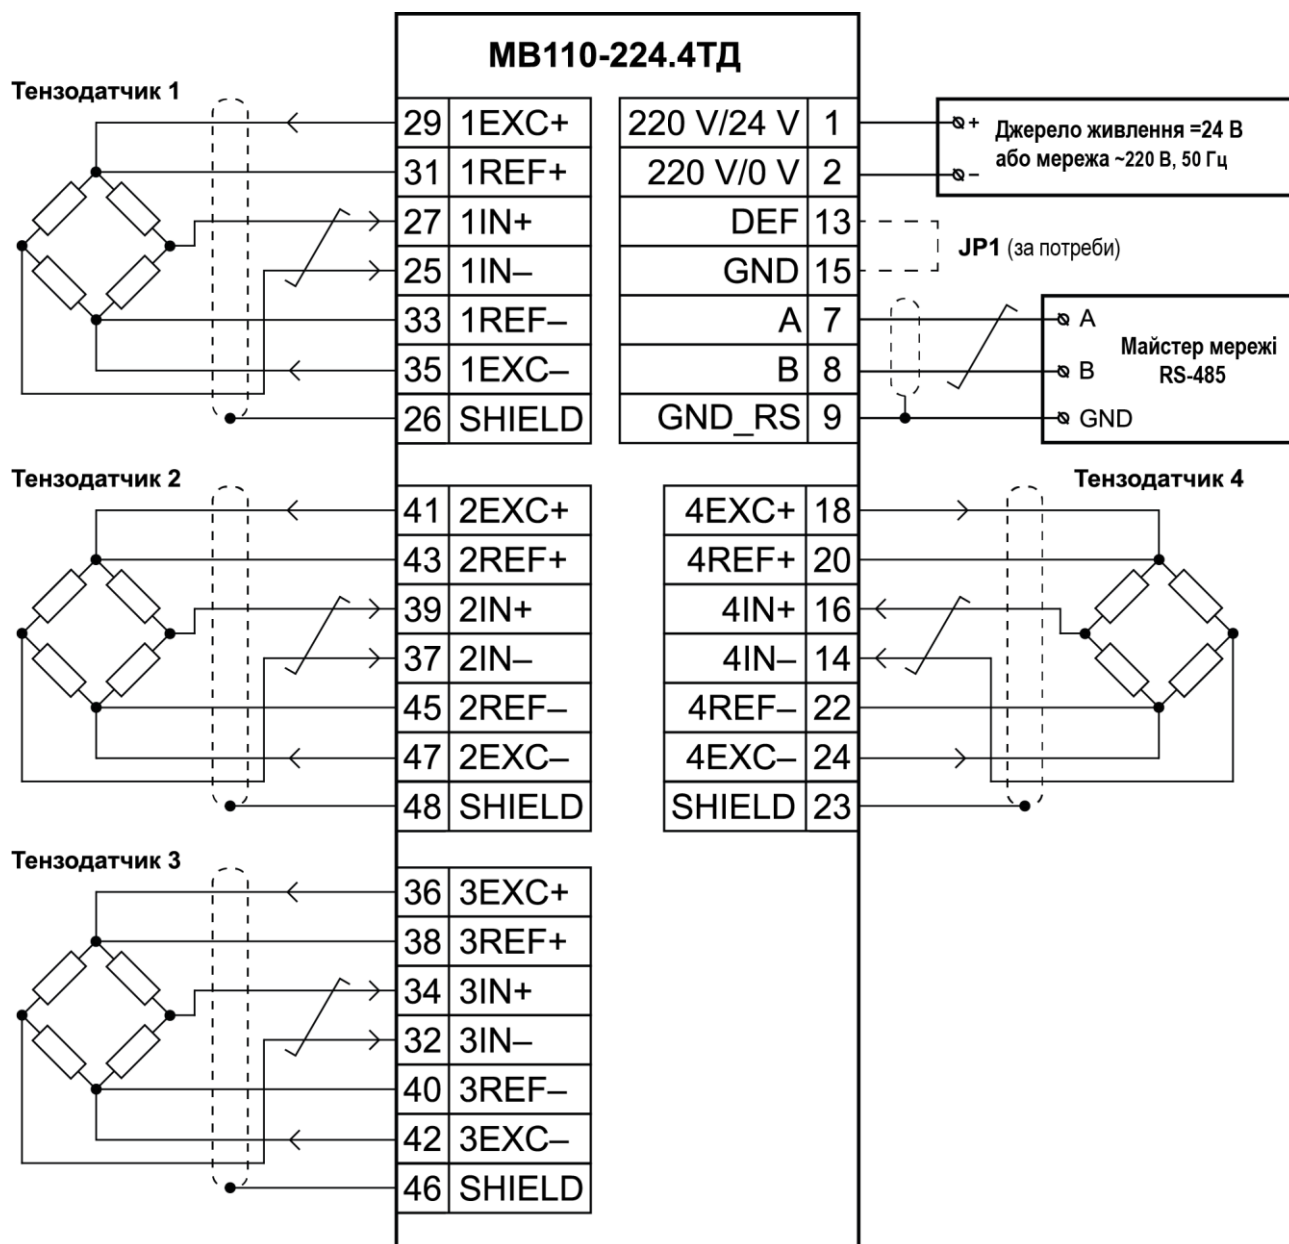 МВ110-224.4ТД
Тензодатчик 1
29 1EXC+
31 1REF+
27 1IN+
25 1IN–
33 1REF–
35 1EXC–
26 SHIELD
220 V/24 V 1
220 V/0 V 2
DEF 13
GND 15
A 7
B 8
GND_RS 9
+ Джерело живлення =24 В
– або мережа ~220 В, 50 Гц
JP1 (за потреби)
A
B
GND
Майстер мережі
RS-485
Тензодатчик 2
41 2EXC+
43 2REF+
39 2IN+
37 2IN–
45 2REF–
47 2EXC–
48 SHIELD
Тензодатчик 4
4EXC+ 18
4REF+ 20
4IN+ 16
4IN– 14
4REF– 22
4EXC– 24
SHIELD 23
Тензодатчик 3
36 3EXC+
38 3REF+
34 3IN+
32 3IN–
40 3REF–
42 3EXC–
46 SHIELD